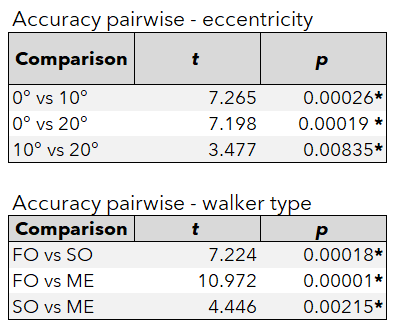 Accuracy pairwise - eccentricity
Comparison t p
0° vs 10° 7.265 0.00026*
0° vs 20° 7.198 0.00019 *
10° vs 20° 3.477 0.00835*
Accuracy pairwise - walker type
Comparison t p
FO vs SO 7.224 0.00018*
FO vs ME 10.972 0.00001*
SO vs ME 4.446 0.00215*